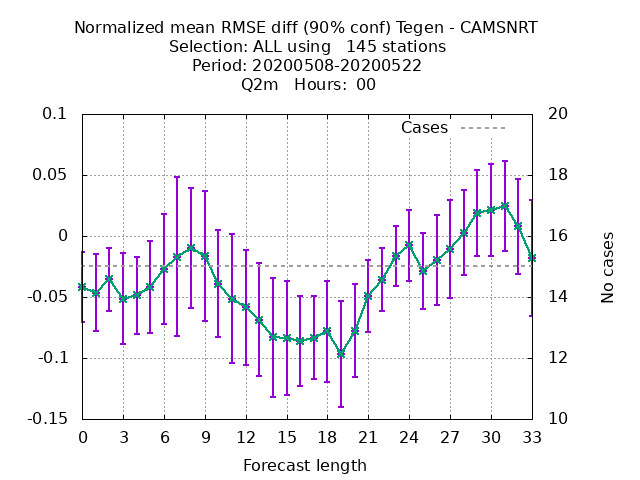 Normalized mean RMSE diff (90% conf) Tegen - CAMSNRT
Selection: ALL using   145 stations
Period: 20200508-20200522
Q2m   Hours:  00
0.1
0.05
0
-0.05
-0.1
-0.15
Cases
20
18
16
14
12
10
No cases
0 3 6 9 12 15 18 21 24 27 30 33
Forecast length